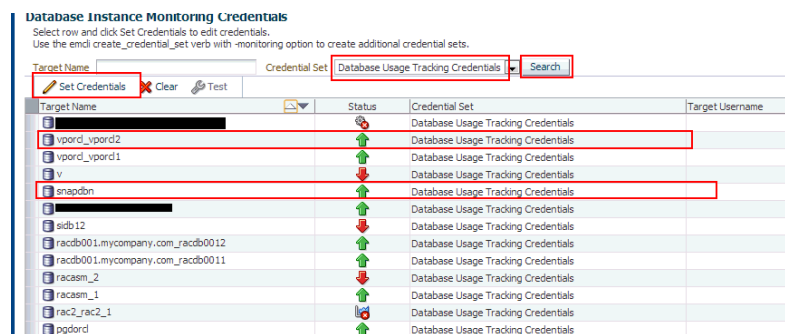 Database Instance Monitoring Credentials
Select row and click Set Credentials to edit credentials.
Use the emcli create_credential_set verb with -monitoring option to create additional credential sets.
Target Name Credential Set Database Usage Tracking Credentials Search
Set Credentials Clear Test
Target Name Status Credential Set Target Username
Database Usage Tracking Credentials
vporcl_vporcl2 Database Usage Tracking Credentials
vporcl_vporcl1 Database Usage Tracking Credentials
v Database Usage Tracking Credentials
snapdbn Database Usage Tracking Credentials
Database Usage Tracking Credentials
sidb12 Database Usage Tracking Credentials
racdb001.mycompany.com_racdb0012 Database Usage Tracking Credentials
racdb001.mycompany.com_racdb0011 Database Usage Tracking Credentials
racasm_2 Database Usage Tracking Credentials
racasm_1 Database Usage Tracking Credentials
rac2_rac2_1 Database Usage Tracking Credentials
pgdorcl Database Usage Tracking Credentials